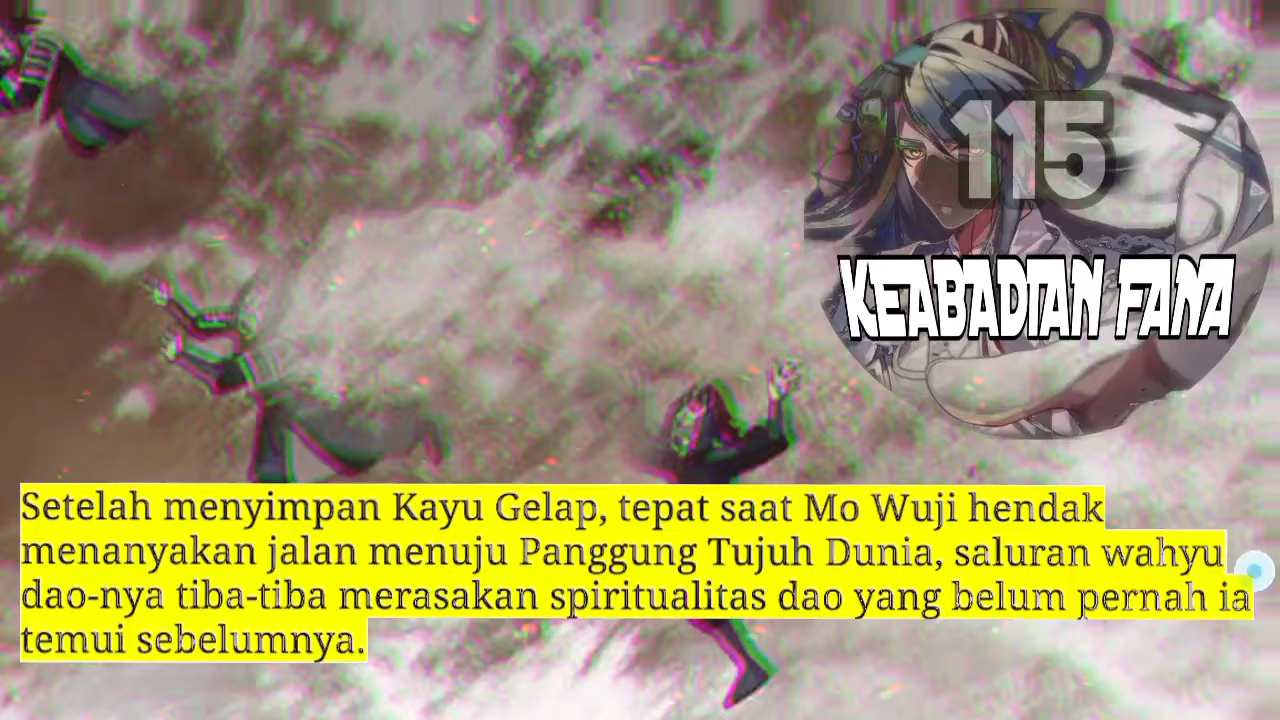 115
KEABADIAN FANA
Setelah menyimpan Kayu Gelap, tepat saat Mo Wuji hendak
menanyakan jalan menuju Panggung Tujuh Dunia, saluran wahyu
dao-nya tiba-tiba merasakan spiritualitas dao yang belum pernah ia
temui sebelumnya.